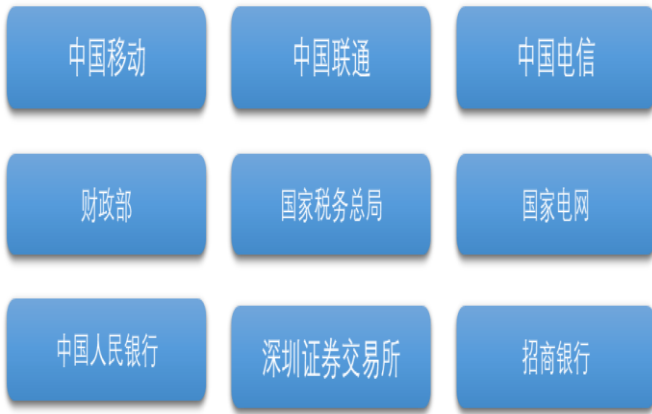 中国移动
中国联通
中国电信
财政部
国家税务总局
国家电网
中国人民银行
深圳证券交易所
招商银行